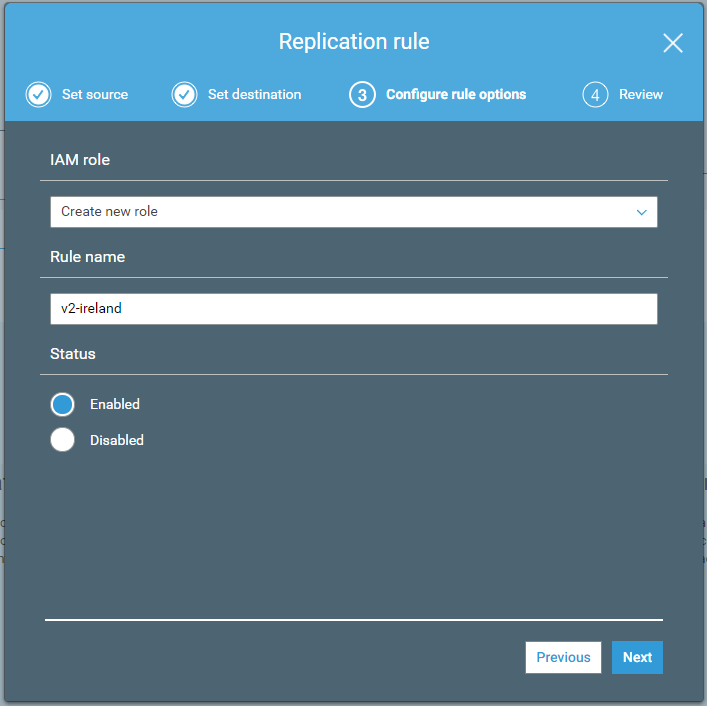 Replication rule
Set source
Set destination
3 Configure rule options
4 Review
IAM role
Create new role
Rule name
v2-ireland
Status
Enabled
Disabled
Previous
Next